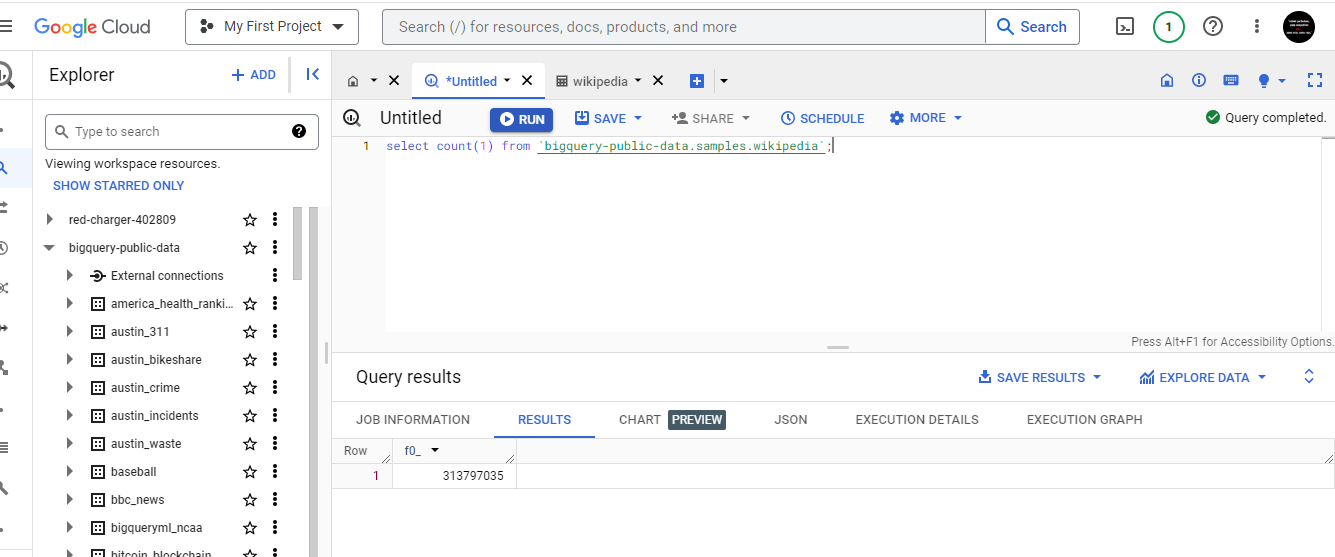 Google Cloud
My First Project
Search (/) for resources, docs, products, and more
Search
1
Explorer
+ ADD
*Untitled
wikipedia
Untitled
RUN
SAVE
SHARE
SCHEDULE
MORE
Query completed.
Type to search
Viewing workspace resources.
SHOW STARRED ONLY
red-charger-402809
bigquery-public-data
External connections
america_health_ranki...
austin_311
austin_bikeshare
austin_crime
austin_incidents
austin_waste
baseball
bbc_news
bigqueryml_ncaa
bitcoin_blockchain
1 select count(1) from `bigquery-public-data.samples.wikipedia`;
Press Alt+F1 for Accessibility Options.
Query results
SAVE RESULTS
EXPLORE DATA
JOB INFORMATION
RESULTS
CHART PREVIEW
JSON
EXECUTION DETAILS
EXECUTION GRAPH
Row f0_
1 313797035